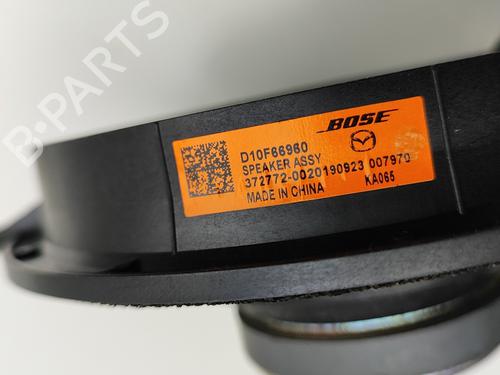 B-PARTS
BOSE
D10F66960
SPEAKER ASSY
372772-0020190923 007970
MADE IN CHINA KA065